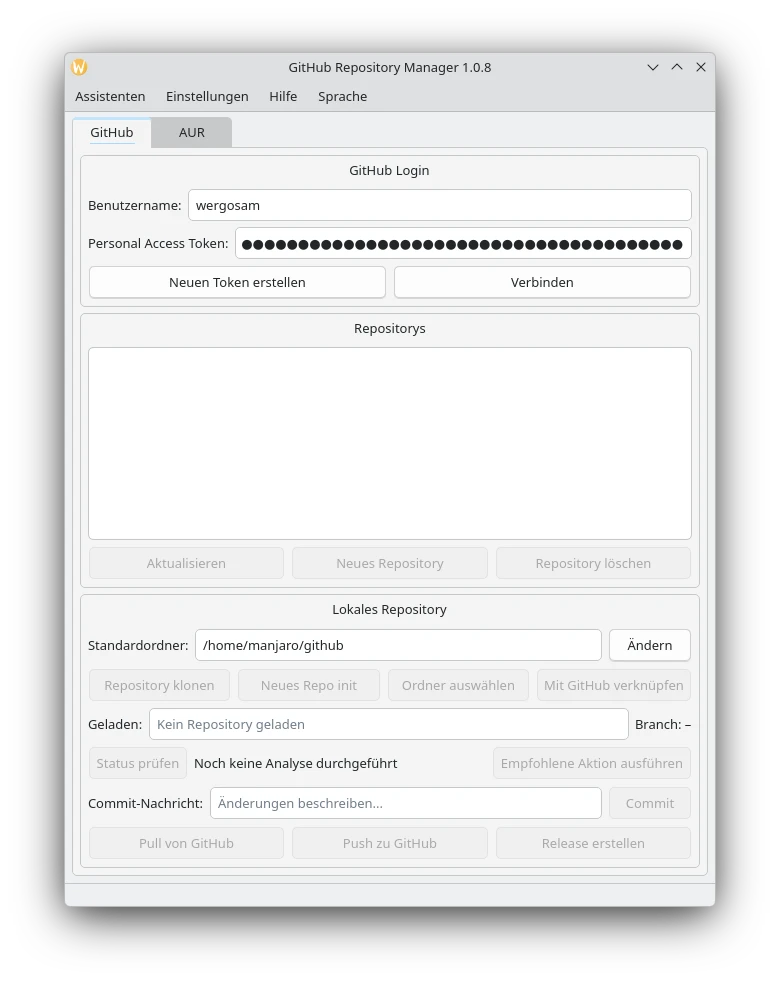 GitHub Repository Manager 1.0.8
Assistenten Einstellungen Hilfe Sprache
GitHub AUR
GitHub Login
Benutzername: wergosam
Personal Access Token: ●●●●●●●●●●●●●●●●●●●●●●●●●●●●●●●●●●●●●●●●
Neuen Token erstellen Verbinden
Repositorys
Aktualisieren Neues Repository Repository löschen
Lokales Repository
Standardordner: /home/manjaro/github Ändern
Repository klonen Neues Repo init Ordner auswählen Mit GitHub verknüpfen
Geladen: Kein Repository geladen Branch: –
Status prüfen Noch keine Analyse durchgeführt Empfohlene Aktion ausführen
Commit-Nachricht: Änderungen beschreiben... Commit
Pull von GitHub Push zu GitHub Release erstellen